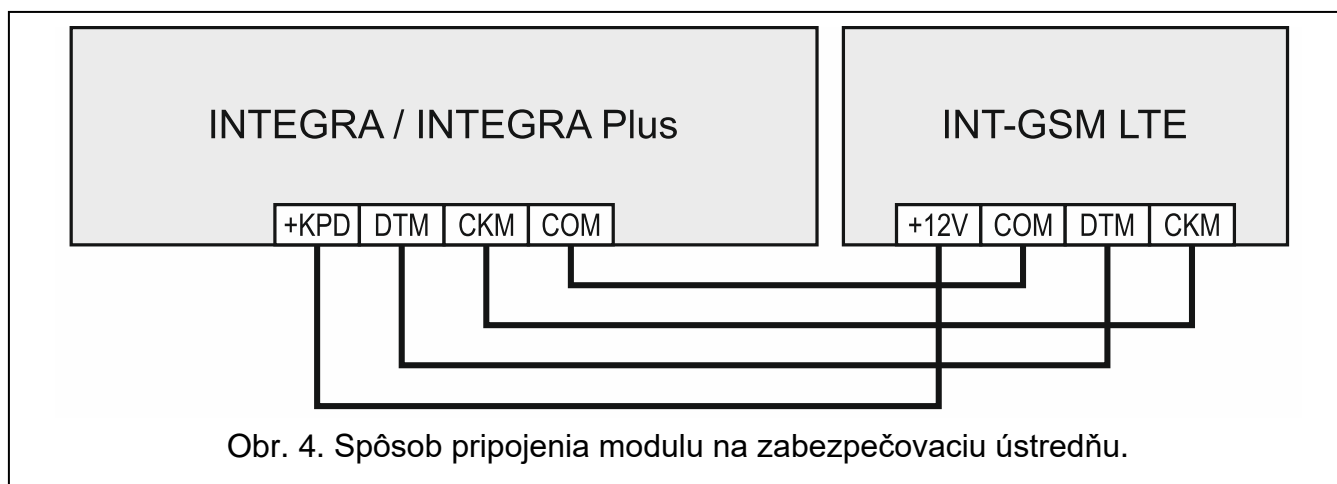 INTEGRA / INTEGRA Plus
INT-GSM LTE
+KPD DTM CKM COM
+12V COM DTM CKM
Obr. 4. Spôsob pripojenia modulu na zabezpečovaciu ústredňu.